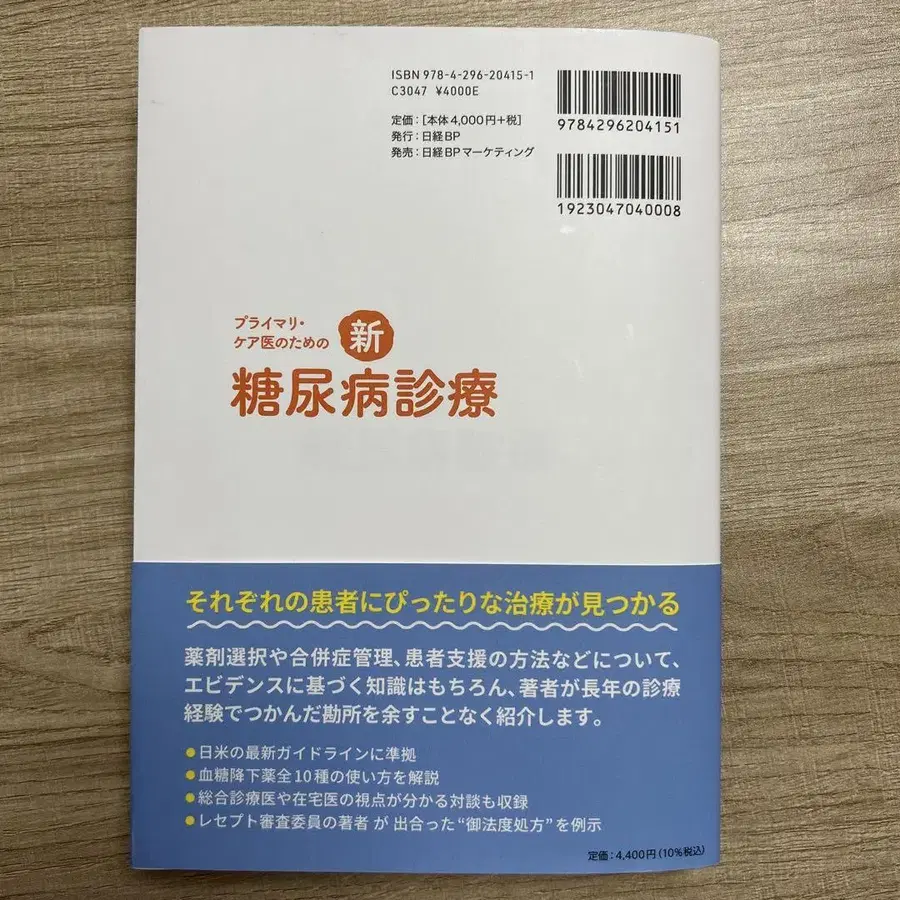 ISBN 978-4-296-20415-1
C3047 ¥4000E
定価：[本体4,000円+税]
発行：日経BP
発売：日経BPマーケティング
9784296204151
1923047040008
プライマリ・
ケア医のための
新
糖尿病診療
それぞれの患者にぴったりな治療が見つかる
薬剤選択や合併症管理、患者支援の方法などについて、
エビデンスに基づく知識はもちろん、著者が長年の診療
経験でつかんだ勘所を余すことなく紹介します。
●日米の最新ガイドラインに準拠
●血糖降下薬全10種の使い方を解説
●総合診療医や在宅医の視点が分かる対談も収録
●レセプト審査委員の著者 が 出合った“御法度処方”を例示
定価：4,400円（10%税込）